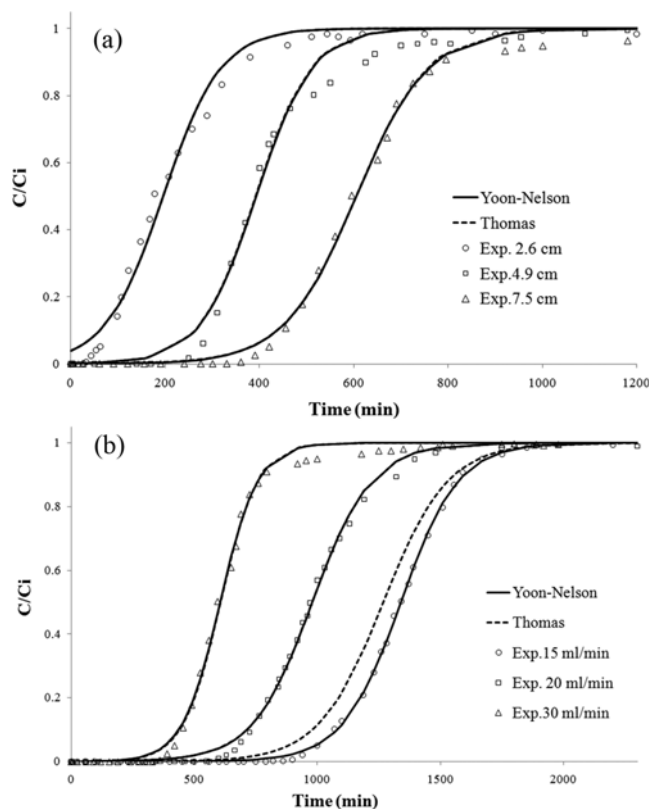 (a)
1
0.8
0.6
0.4
0.2
0
C/Ci
Yoon-Nelson
Thomas
Exp. 2.6 cm
Exp.4.9 cm
Exp.7.5 cm
0 200 400 600 800 1000 1200
Time (min)
(b)
1
0.8
0.6
0.4
0.2
0
C/Ci
Yoon-Nelson
Thomas
Exp.15 ml/min
Exp. 20 ml/min
Exp.30 ml/min
0 500 1000 1500 2000
Time (min)